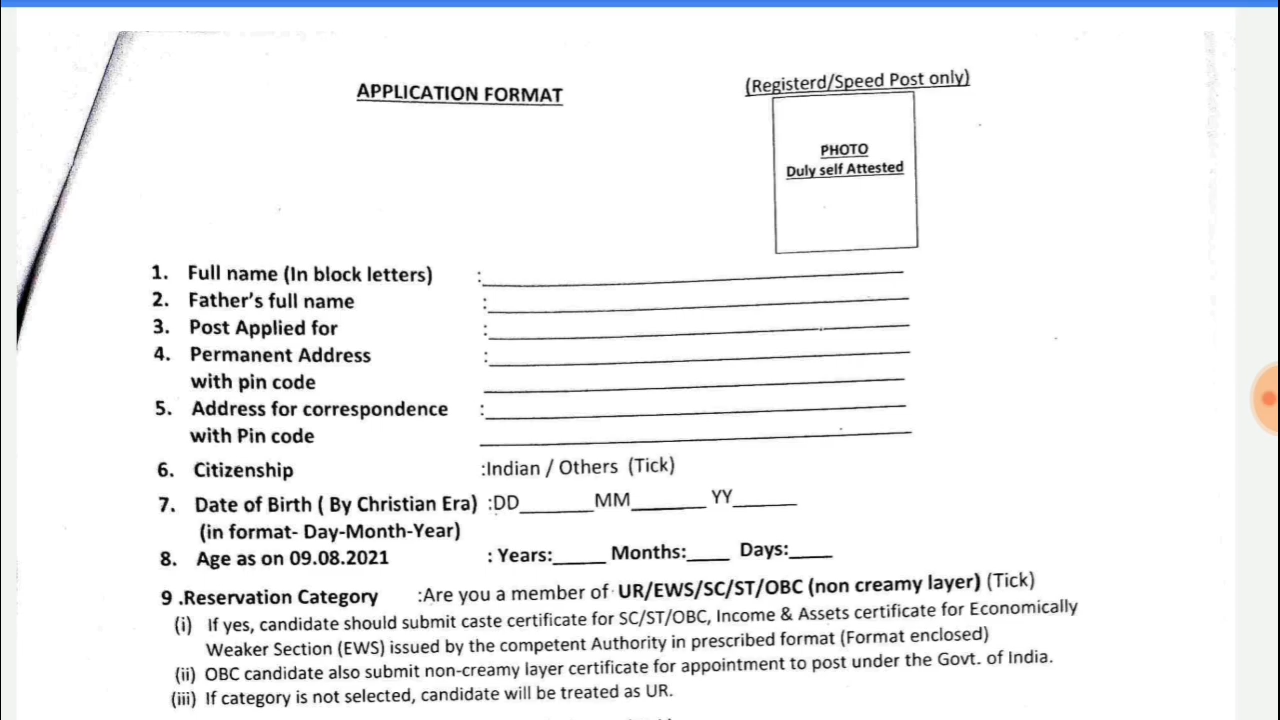 APPLICATION FORMAT
(Registerd/Speed Post only)
PHOTO
Duly self Attested
1. Full name (In block letters) :
2. Father's full name :
3. Post Applied for :
4. Permanent Address :
with pin code
5. Address for correspondence :
with Pin code
6. Citizenship :Indian / Others (Tick)
7. Date of Birth ( By Christian Era) :DD______MM______ YY_____
(in format- Day-Month-Year)
8. Age as on 09.08.2021 : Years:____ Months:___ Days:___
9 .Reservation Category :Are you a member of UR/EWS/SC/ST/OBC (non creamy layer) (Tick)
(i) If yes, candidate should submit caste certificate for SC/ST/OBC, Income & Assets certificate for Economically
Weaker Section (EWS) issued by the competent Authority in prescribed format (Format enclosed)
(ii) OBC candidate also submit non-creamy layer certificate for appointment to post under the Govt. of India.
(iii) If category is not selected, candidate will be treated as UR.